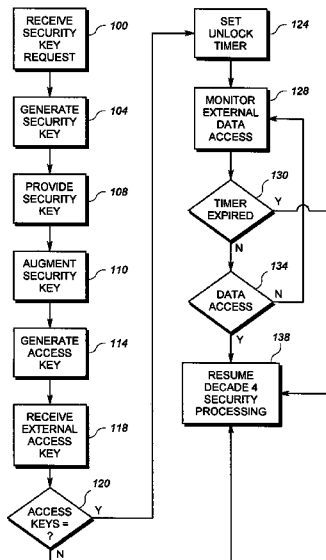 RECEIVE
SECURITY
KEY
REQUEST
100
GENERATE
SECURITY
KEY
104
PROVIDE
SECURITY
KEY
108
AUGMENT
SECURITY
KEY
110
GENERATE
ACCESS
KEY
114
RECEIVE
EXTERNAL
ACCESS
KEY
118
ACCESS
KEYS =
?
120
Y
N
SET
UNLOCK
TIMER
124
MONITOR
EXTERNAL
DATA
ACCESS
128
TIMER
EXPIRED
130
Y
N
DATA
ACCESS
134
N
Y
RESUME
DECADE 4
SECURITY
PROCESSING
138